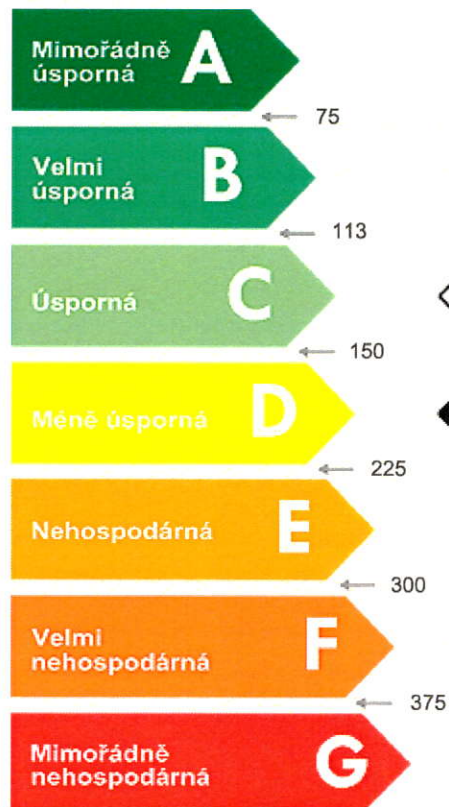 Mimořádně
úsporná A
75
Velmi
úsporná B
113
Úsporná C
150
Méně úsporná D
225
Nehospodárná E
300
Velmi
nehospodárná F
375
Mimořádně
nehospodárná G